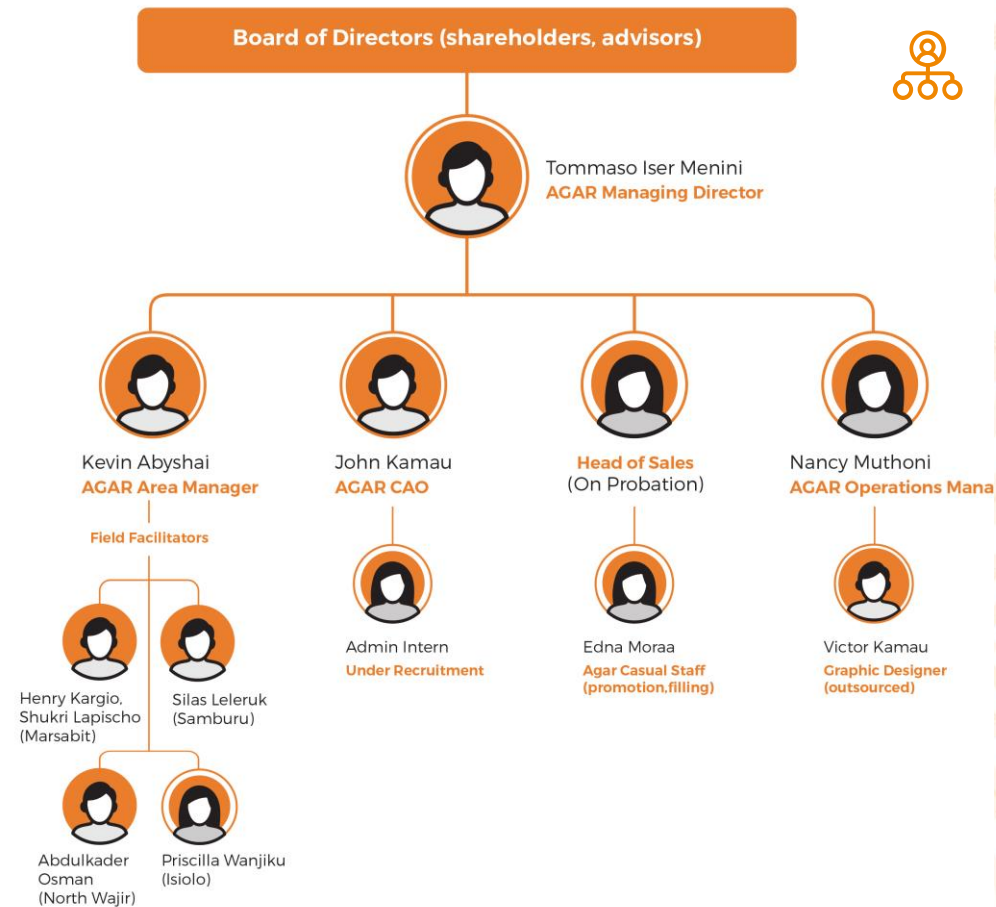 Board of Directors (shareholders, advisors)
Tommaso Iser Menini
AGAR Managing Director
Kevin Abyshai
AGAR Area Manager
John Kamau
AGAR CAO
Head of Sales
(On Probation)
Nancy Muthoni
AGAR Operations Mana
Field Facilitators
Henry Kargio,
Shukri Lapischo
(Marsabit)
Silas Leleruk
(Samburu)
Admin Intern
Under Recruitment
Edna Moraa
Agar Casual Staff
(promotion,filling)
Victor Kamau
Graphic Designer
(outsourced)
Abdulkader
Osman
(North Wajir)
Priscilla Wanjiku
(Isiolo)